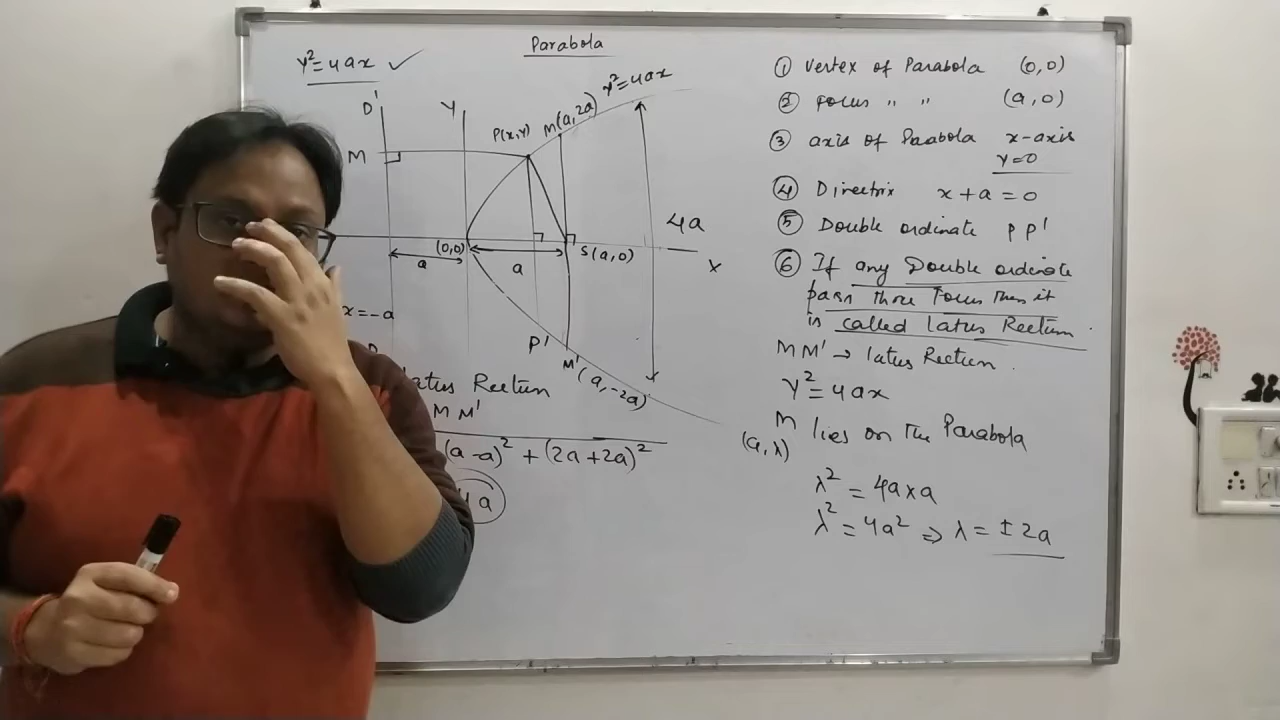 Parabola
y²=4ax ✓
D'
Y
P(x,y)
M(a,2a)
y²=4ax
M
4a
(0,0)
S(a,0)
x
a
a
x=-a
P'
M'(a,-2a)
latus Rectum
MM'
(a-a)² + (2a+2a)²
4a
① Vertex of Parabola (0,0)
② Focus " " (a,0)
③ axis of Parabola x-axis
y=0
④ Directrix x+a=0
⑤ Double ordinate PP'
⑥ If any Double ordinate
pass throu Focus then it
is called Latus Rectum.
MM' → latus Rectum.
y²=4ax
M lies on the Parabola
(a,λ)
λ² = 4a×a
λ² = 4a² ⇒ λ = ±2a